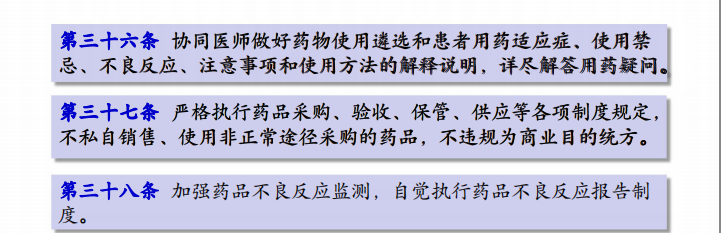 第三十六条 协同医师做好药物使用遴选和患者用药适应症、使用禁
忌、不良反应、注意事项和使用方法的解释说明，详尽解答用药疑问。
第三十七条 严格执行药品采购、验收、保管、供应等各项制度规定，
不私自销售、使用非正常途径采购的药品，不违规为商业目的统方。
第三十八条 加强药品不良反应监测，自觉执行药品不良反应报告制
度。